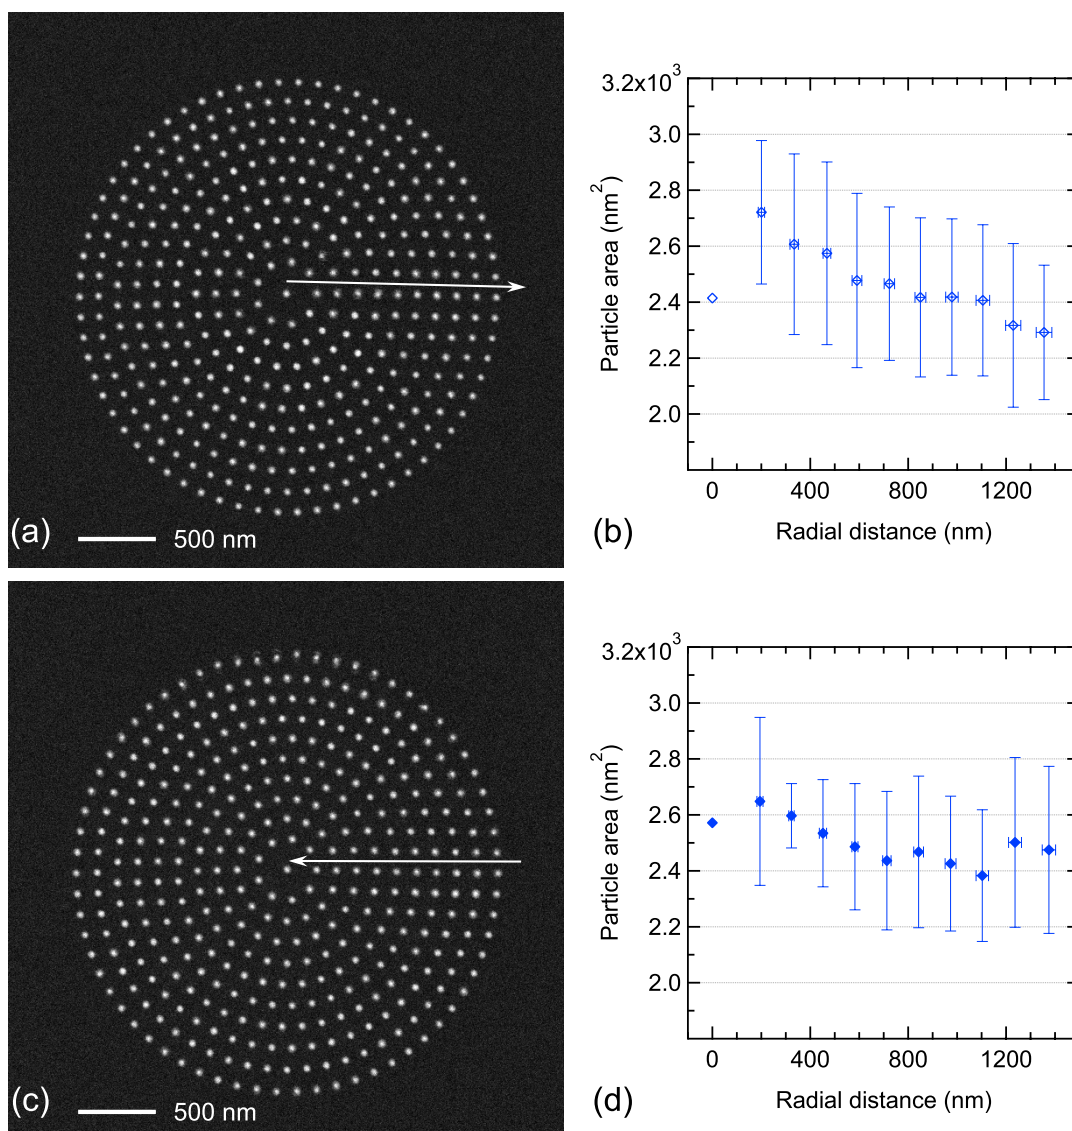 (a)
500 nm
3.2x10³
3.0
2.8
2.6
2.4
2.2
2.0
Particle area (nm²)
0
400
800
1200
Radial distance (nm)
(b)
(c)
500 nm
3.2x10³
3.0
2.8
2.6
2.4
2.2
2.0
Particle area (nm²)
0
400
800
1200
Radial distance (nm)
(d)